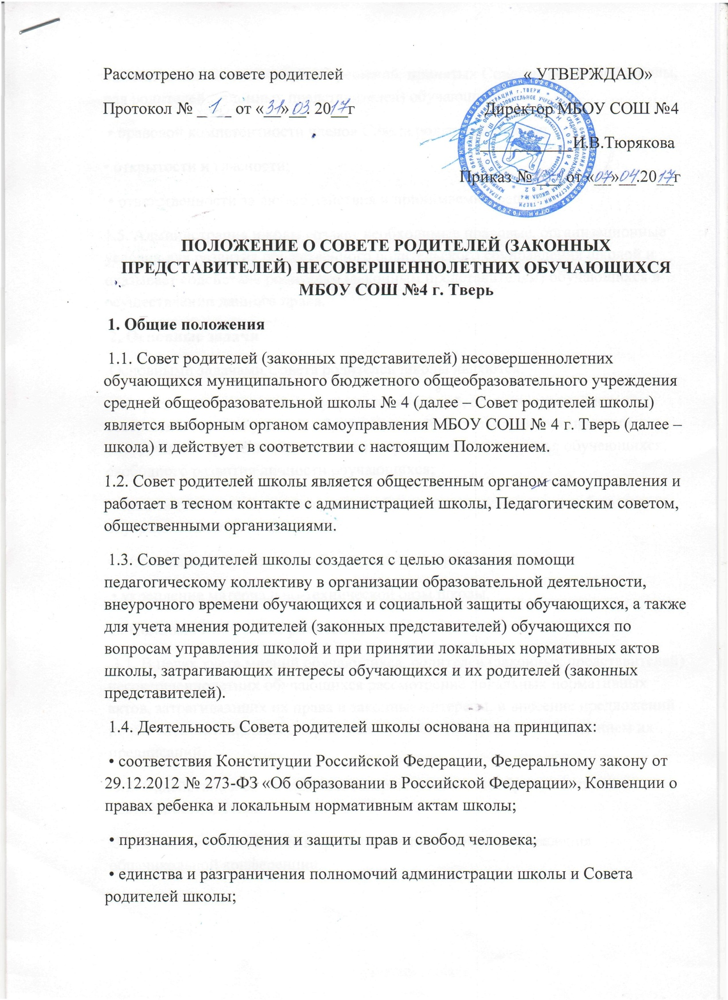 Рассмотрено на совете родителей
« УТВЕРЖДАЮ»
Протокол № _ 1 _ от «31»03. 2017г
Директор МБОУ СОШ №4
И.В.Тюрякова
Приказ № от «07»04.2017г
ПОЛОЖЕНИЕ О СОВЕТЕ РОДИТЕЛЕЙ (ЗАКОННЫХ
ПРЕДСТАВИТЕЛЕЙ) НЕСОВЕРШЕННОЛЕТНИХ ОБУЧАЮЩИХСЯ
МБОУ СОШ №4 г. Тверь
1. Общие положения
1.1. Совет родителей (законных представителей) несовершеннолетних
обучающихся муниципального бюджетного общеобразовательного учреждения
средней общеобразовательной школы № 4 (далее – Совет родителей школы)
является выборным органом самоуправления МБОУ СОШ № 4 г. Тверь (далее –
школа) и действует в соответствии с настоящим Положением.
1.2. Совет родителей школы является общественным органом самоуправления и
работает в тесном контакте с администрацией школы, Педагогическим советом,
общественными организациями.
1.3. Совет родителей школы создается с целью оказания помощи
педагогическому коллективу в организации образовательной деятельности,
внеурочного времени обучающихся и социальной защиты обучающихся, а также
для учета мнения родителей (законных представителей) обучающихся по
вопросам управления школой и при принятии локальных нормативных актов
школы, затрагивающих интересы обучающихся и их родителей (законных
представителей).
1.4. Деятельность Совета родителей школы основана на принципах:
• соответствия Конституции Российской Федерации, Федеральному закону от
29.12.2012 № 273-ФЗ «Об образовании в Российской Федерации», Конвенции о
правах ребенка и локальным нормативным актам школы;
• признания, соблюдения и защиты прав и свобод человека;
• единства и разграничения полномочий администрации школы и Совета
родителей школы;